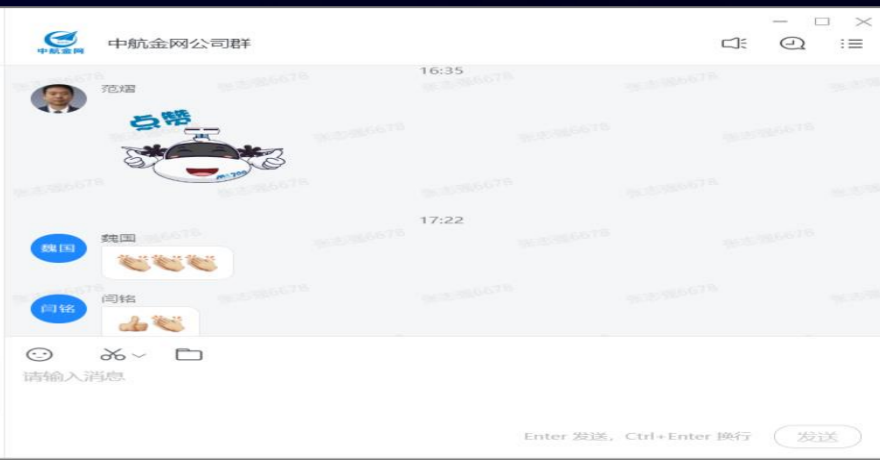 中航金网
中航金网公司群
16:35
范熠
点赞
17:22
魏国
魏国
闫铭
闫铭
请输入消息
Enter 发送, Ctrl+Enter 换行
发送